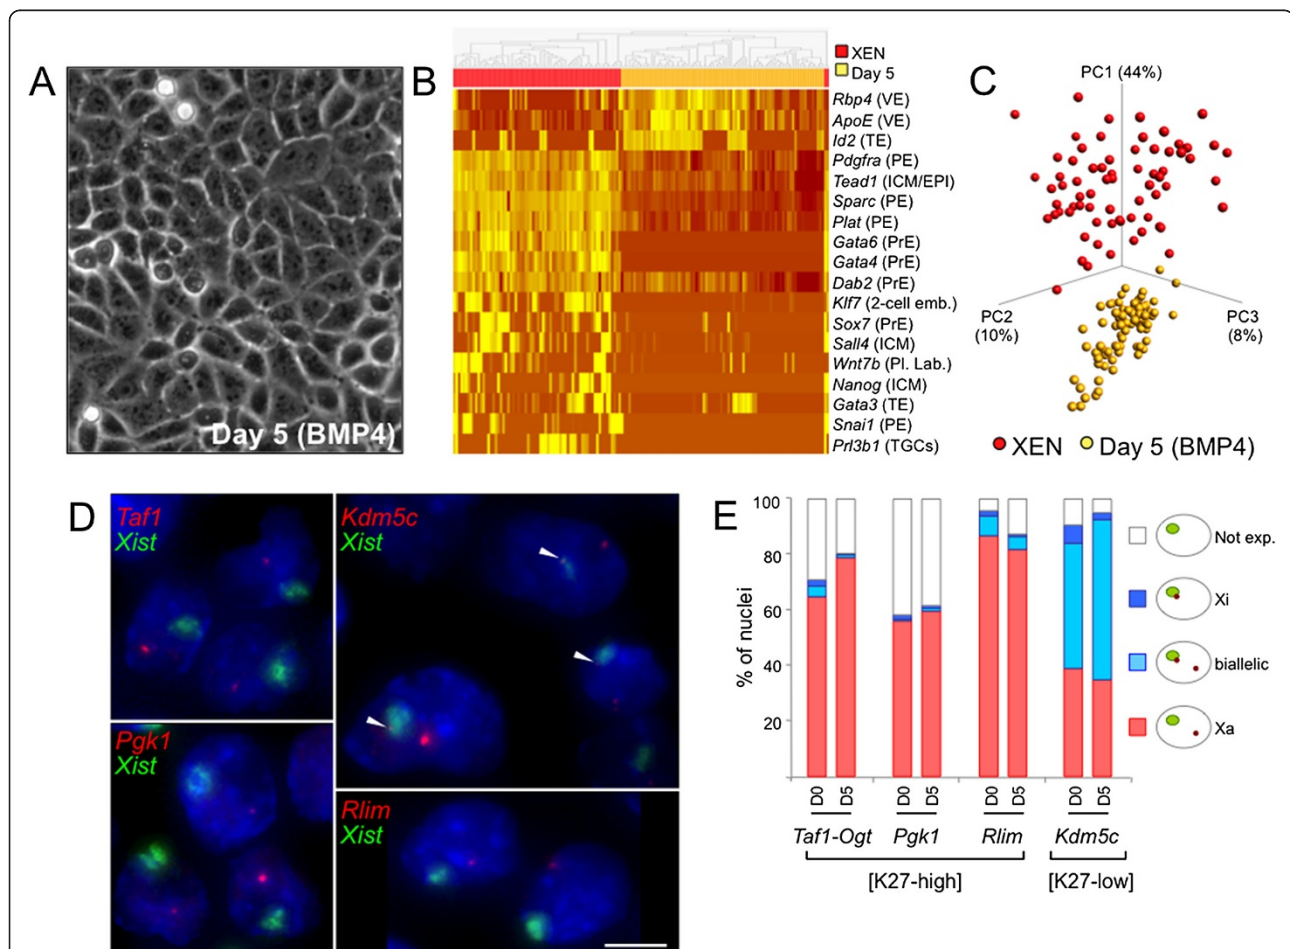 A
Day 5 (BMP4)
B
XEN
Day 5
Rbp4 (VE)
ApoE (VE)
Id2 (TE)
Pdgfra (PE)
Tead1 (ICM/EPI)
Sparc (PE)
Plat (PE)
Gata6 (PrE)
Gata4 (PrE)
Dab2 (PrE)
Klf7 (2-cell emb.)
Sox7 (PrE)
Sall4 (ICM)
Wnt7b (Pl. Lab.)
Nanog (ICM)
Gata3 (TE)
Snai1 (PE)
Prl3b1 (TGCs)
C
PC1 (44%)
PC2
(10%)
PC3
(8%)
XEN Day 5 (BMP4)
D
Taf1
Xist
Kdm5c
Xist
Pgk1
Xist
Rlim
Xist
E
% of nuclei
100
80
60
40
20
D0 D5 D0 D5 D0 D5 D0 D5
Taf1-Ogt Pgk1 Rlim Kdm5c
[K27-high] [K27-low]
Not exp.
Xi
biallelic
Xa